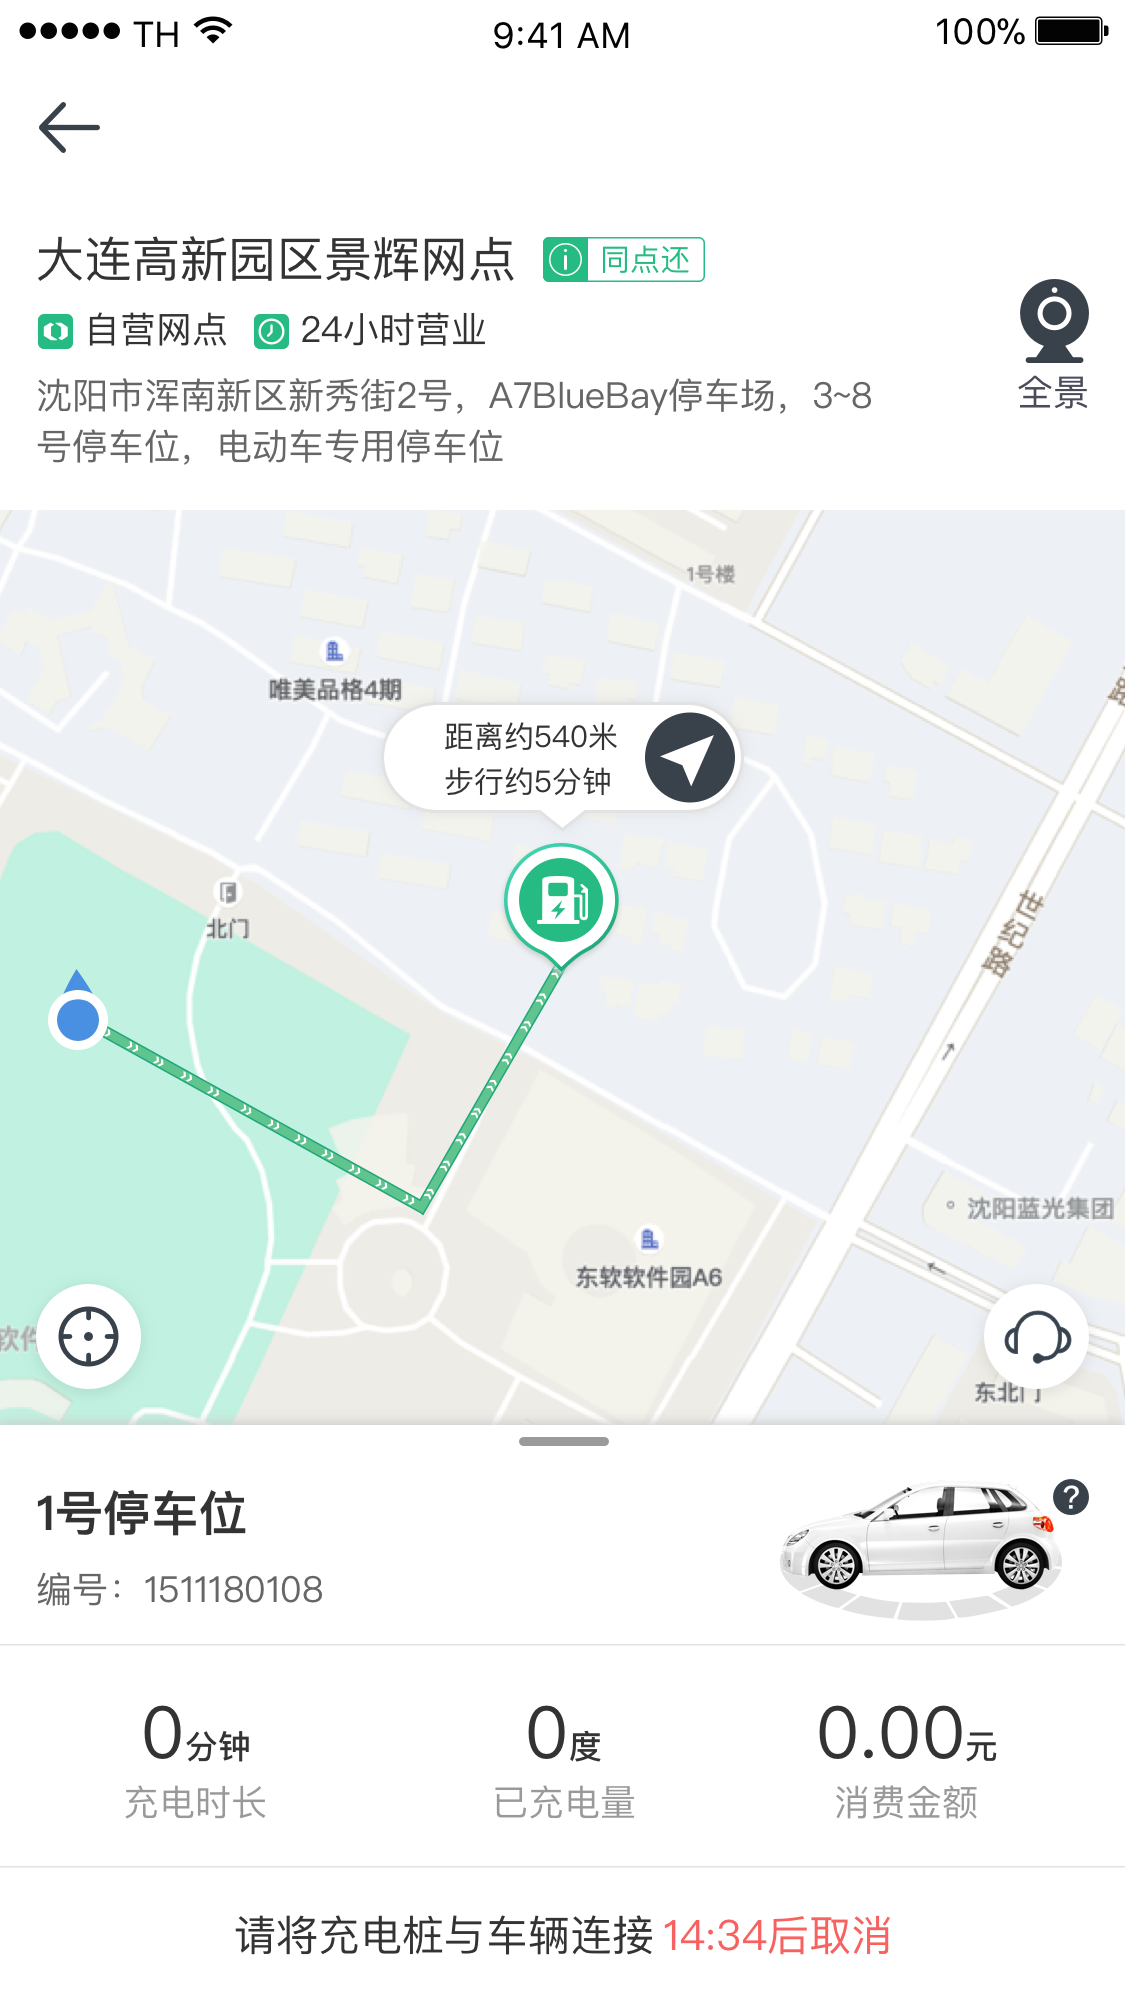 TH 9:41 AM 100%
大连高新园区景辉网点 同点还
自营网点 24小时营业
沈阳市浑南新区新秀街2号，A7BlueBay停车场，3~8
号停车位，电动车专用停车位
全景
1号楼
唯美品格4期
距离约540米
步行约5分钟
北门
世纪路
沈阳蓝光集团
东软软件园A6
软件
东北门
1号停车位
?
编号：1511180108
0分钟 0度 0.00元
充电时长 已充电量 消费金额
请将充电桩与车辆连接 14:34后取消